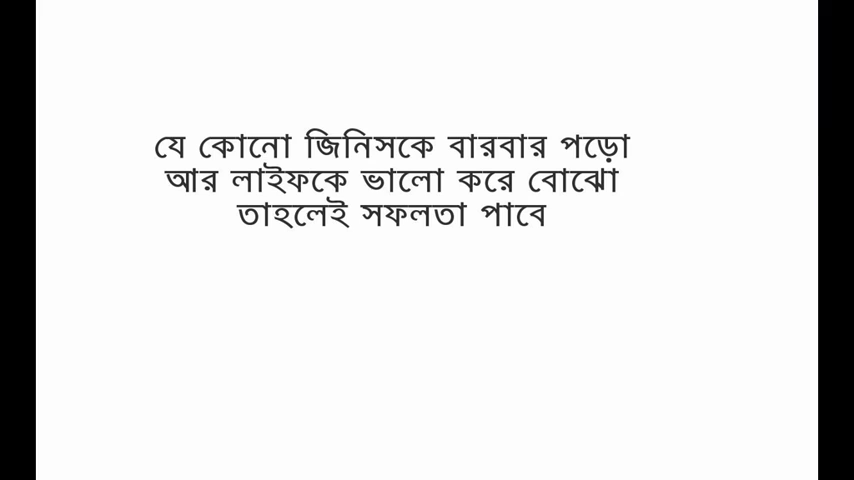 যে কোনো জিনিসকে বারবার পড়ো
আর লাইফকে ভালো করে বোঝো
তাহলেই সফলতা পাবে